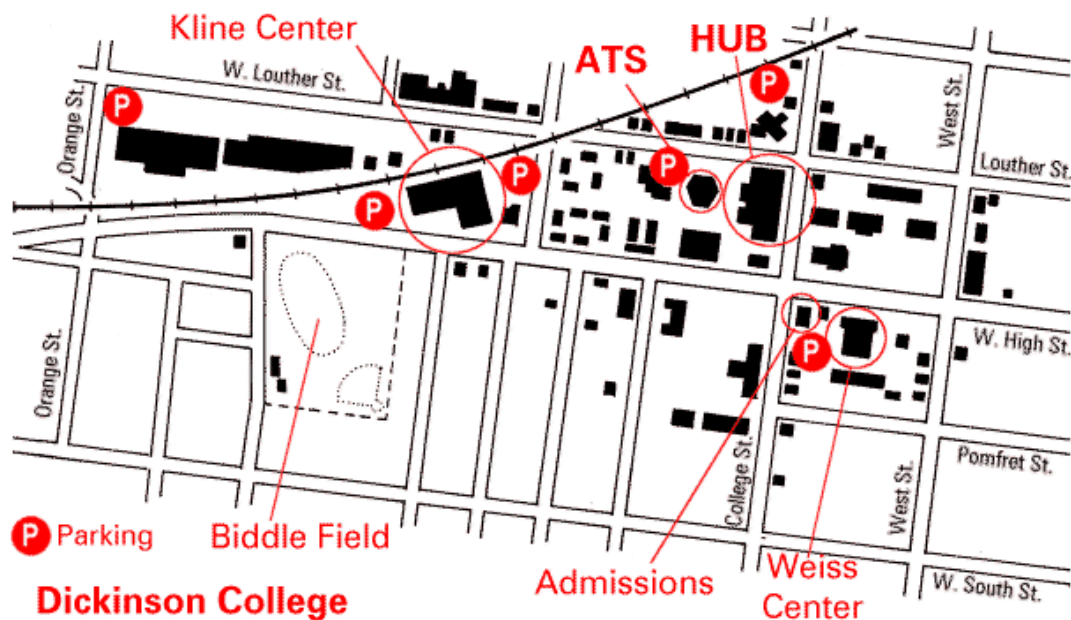 Kline Center
HUB
ATS
W. Louther St.
P
P
Orange St.
West St.
Louther St.
P
P
P
W. High St.
P
Orange St.
Pomfret St.
College St.
West St.
P Parking
Biddle Field
Admissions
Weiss
Center
W. South St.
Dickinson College